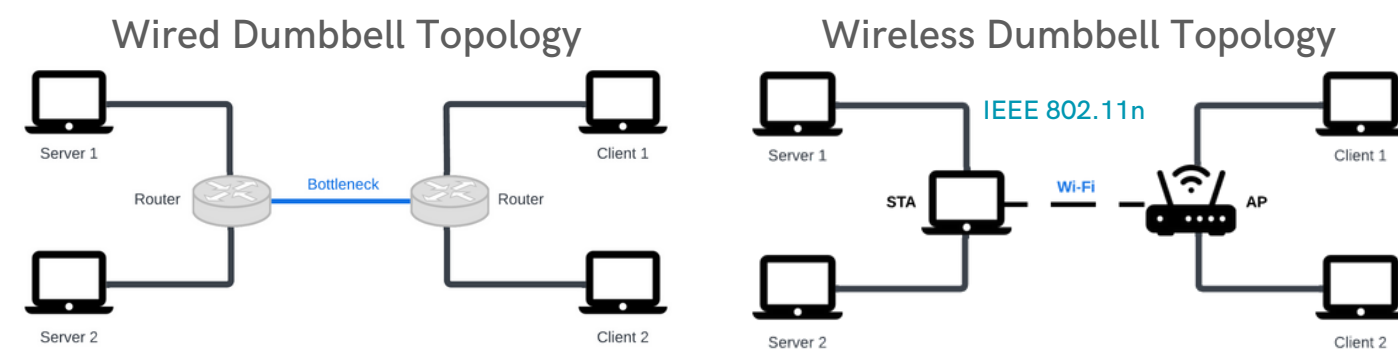 Wired Dumbbell Topology
Server 1
Client 1
Router
Bottleneck
Router
Server 2
Client 2
Wireless Dumbbell Topology
IEEE 802.11n
Server 1
Client 1
STA
Wi-Fi
AP
Server 2
Client 2